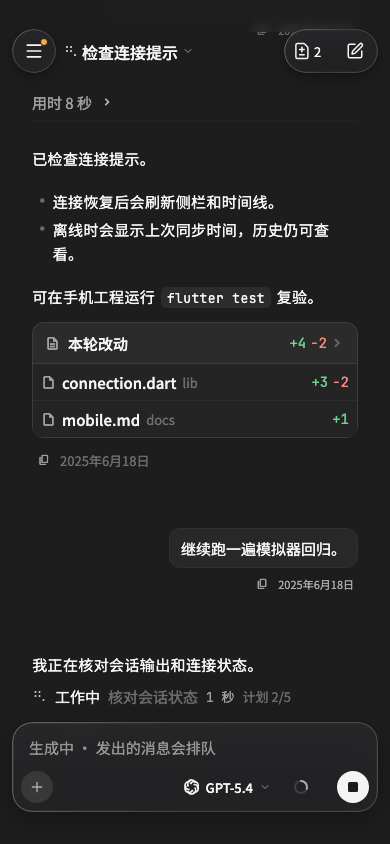 检查连接提示
2
用时 8 秒
已检查连接提示。
连接恢复后会刷新侧栏和时间线。
离线时会显示上次同步时间，历史仍可查
看。
可在手机工程运行 flutter test 复验。
本轮改动 +4 -2
connection.dart lib +3 -2
mobile.md docs +1
2025年6月18日
继续跑一遍模拟器回归。
2025年6月18日
我正在核对会话输出和连接状态。
工作中 核对会话状态 1 秒 计划 2/5
生成中 • 发出的消息会排队
GPT-5.4